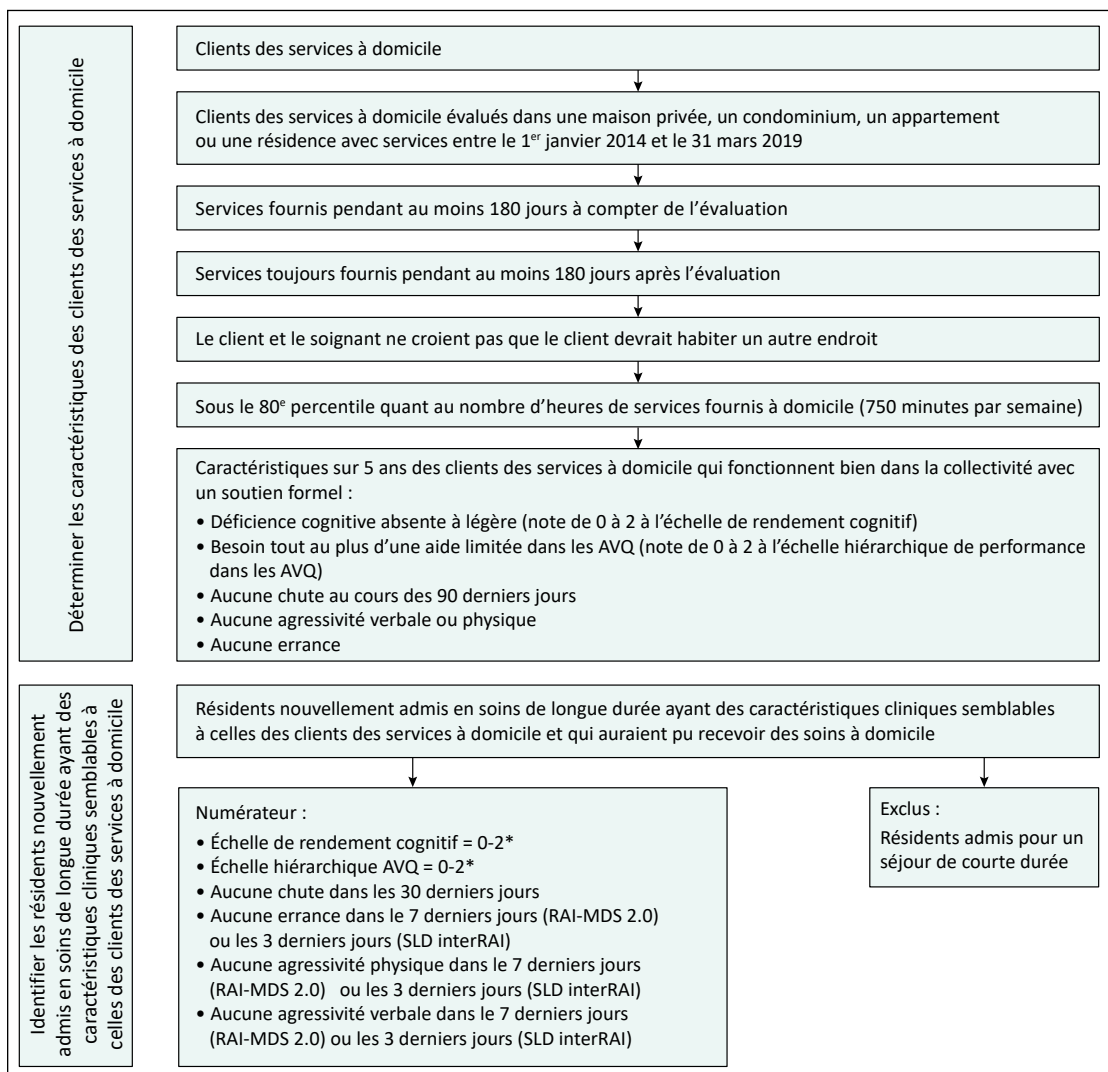 Déterminer les caractéristiques des clients des services à domicile
Clients des services à domicile
Clients des services à domicile évalués dans une maison privée, un condominium, un appartement
ou une résidence avec services entre le 1er janvier 2014 et le 31 mars 2019
Services fournis pendant au moins 180 jours à compter de l’évaluation
Services toujours fournis pendant au moins 180 jours après l’évaluation
Le client et le soignant ne croient pas que le client devrait habiter un autre endroit
Sous le 80e percentile quant au nombre d’heures de services fournis à domicile (750 minutes par semaine)
Caractéristiques sur 5 ans des clients des services à domicile qui fonctionnent bien dans la collectivité avec
un soutien formel :
• Déficience cognitive absente à légère (note de 0 à 2 à l’échelle de rendement cognitif)
• Besoin tout au plus d’une aide limitée dans les AVQ (note de 0 à 2 à l’échelle hiérarchique de performance
dans les AVQ)
• Aucune chute au cours des 90 derniers jours
• Aucune agressivité verbale ou physique
• Aucune errance
Identifier les résidents nouvellement
admis en soins de longue durée ayant des
caractéristiques cliniques semblables à
celles des clients des services à domicile
Résidents nouvellement admis en soins de longue durée ayant des caractéristiques cliniques semblables
à celles des clients des services à domicile et qui auraient pu recevoir des soins à domicile
Numérateur :
• Échelle de rendement cognitif = 0-2*
• Échelle hiérarchique AVQ = 0-2*
• Aucune chute dans les 30 derniers jours
• Aucune errance dans le 7 derniers jours (RAI-MDS 2.0)
ou les 3 derniers jours (SLD interRAI)
• Aucune agressivité physique dans le 7 derniers jours
(RAI-MDS 2.0) ou les 3 derniers jours (SLD interRAI)
• Aucune agressivité verbale dans le 7 derniers jours
(RAI-MDS 2.0) ou les 3 derniers jours (SLD interRAI)
Exclus :
Résidents admis pour un
séjour de courte durée